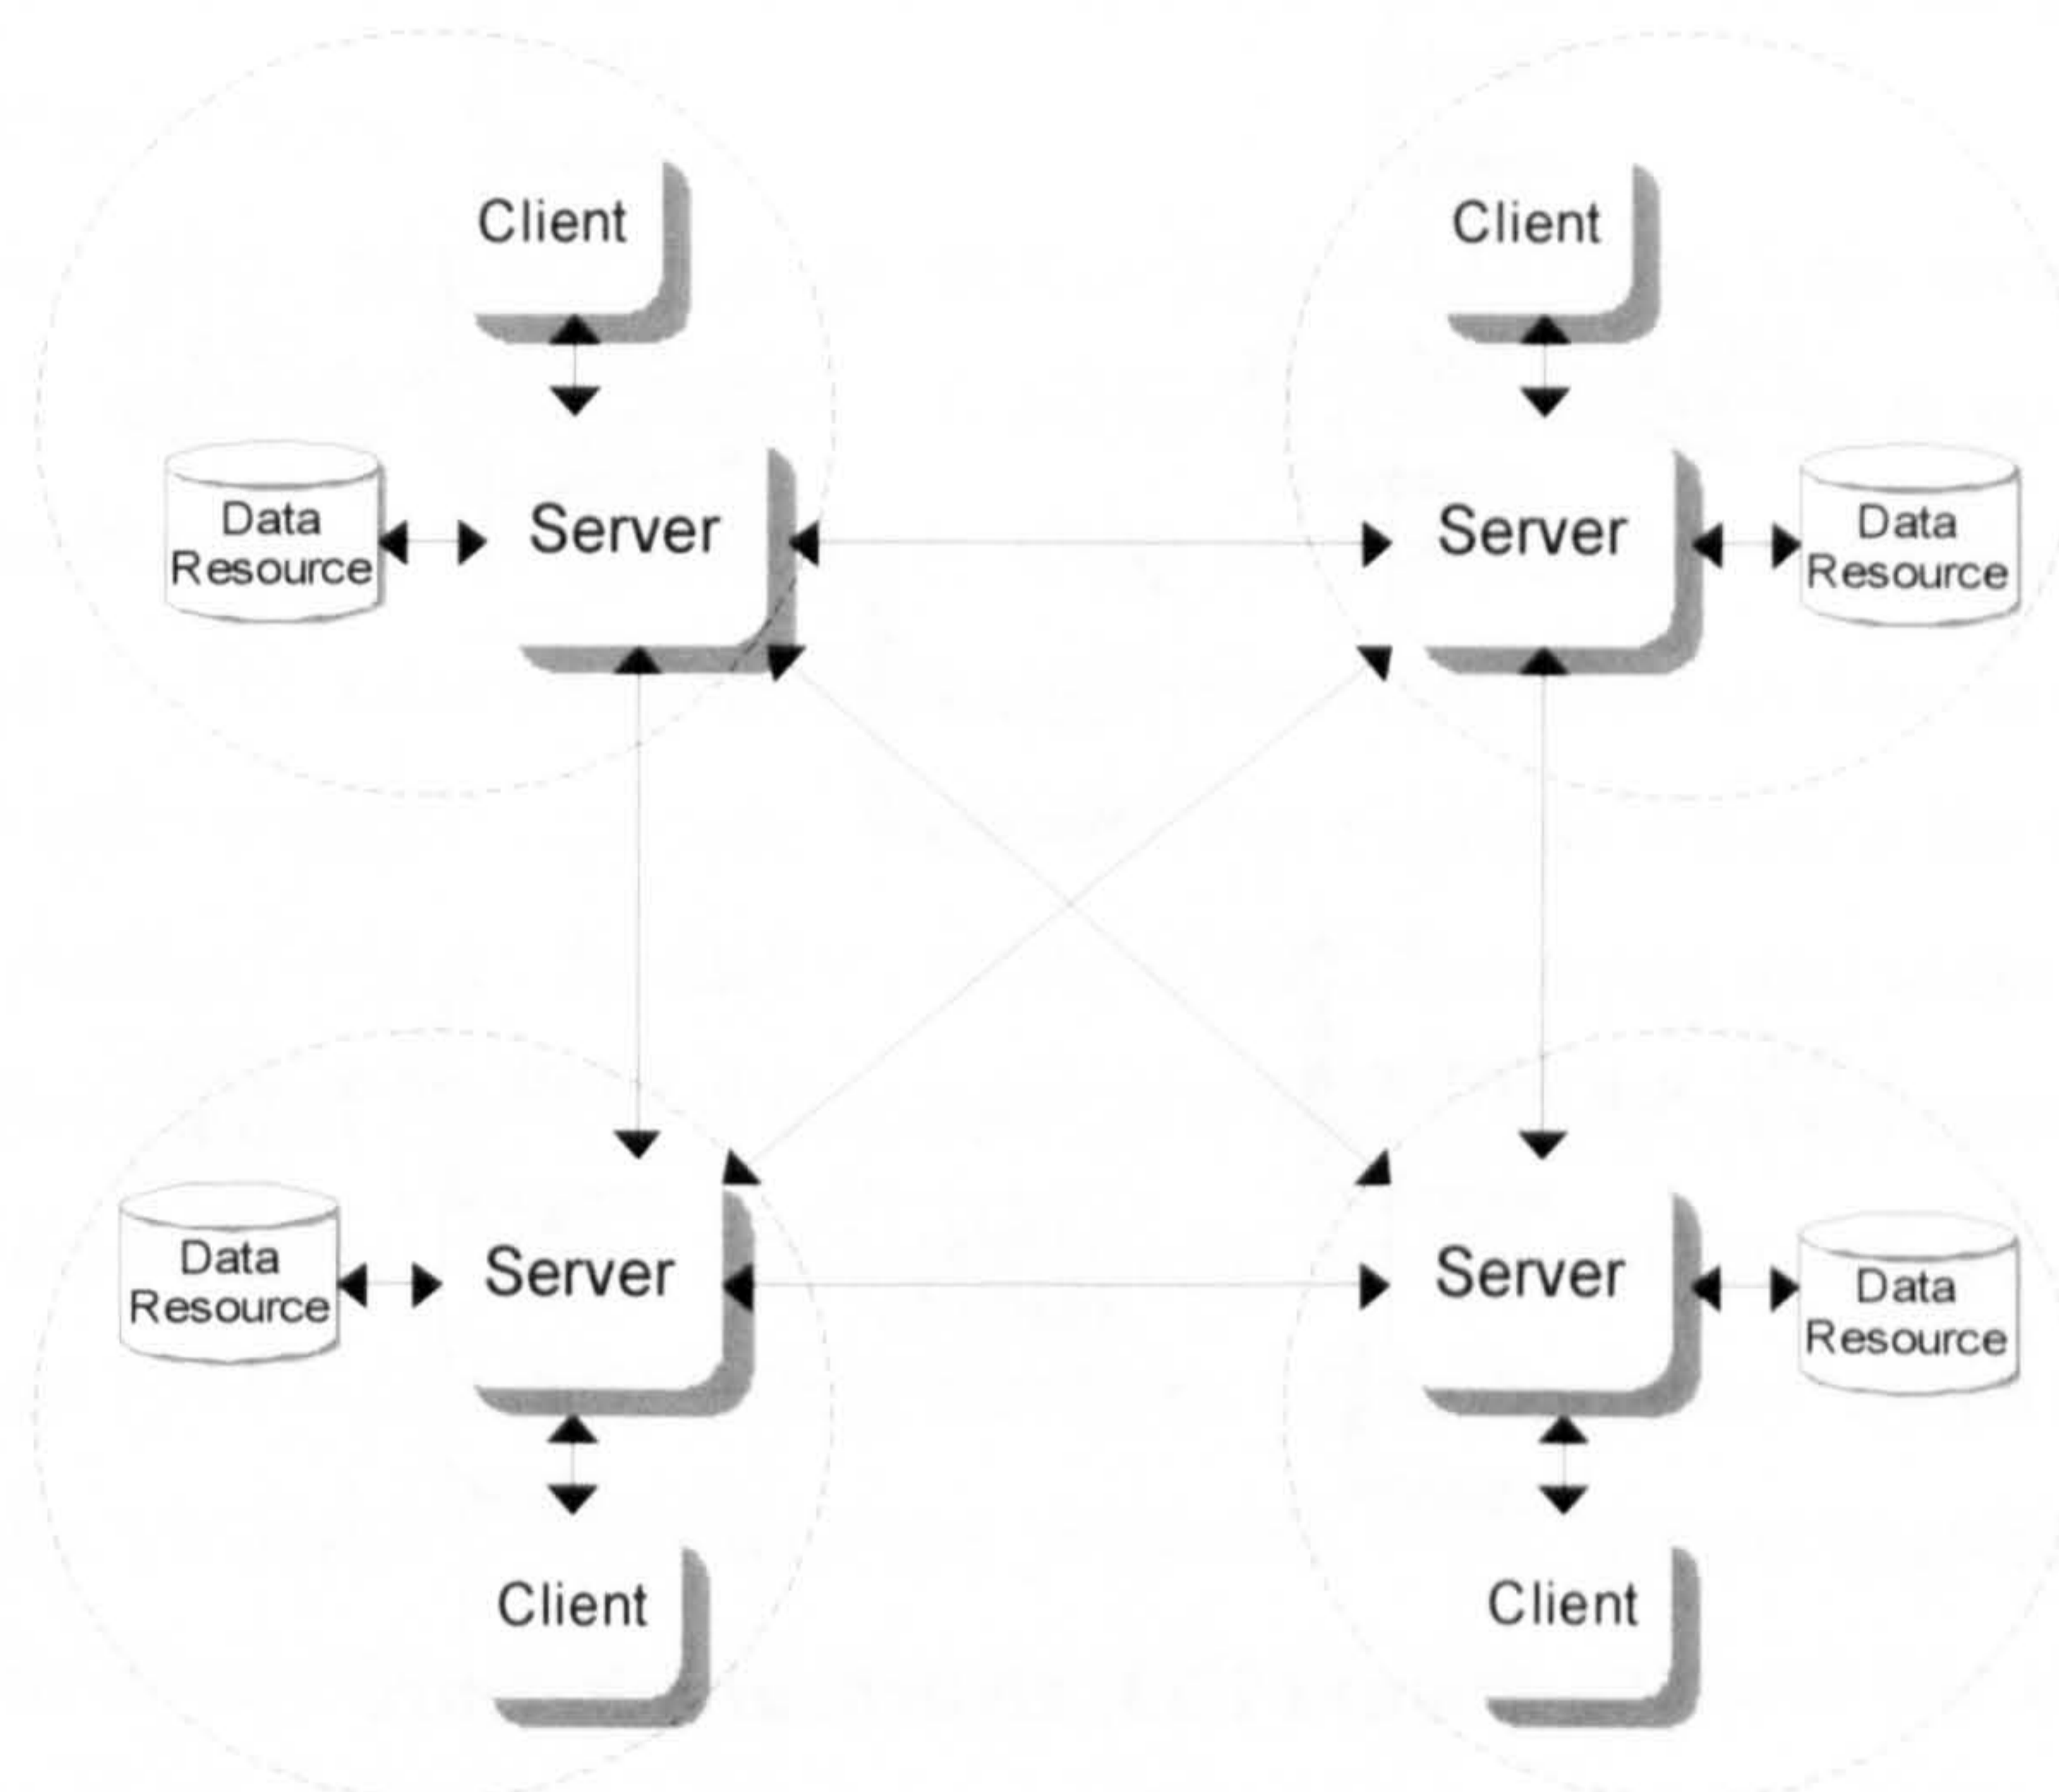 Client
Client
Data
Resource
Server
Server
Data
Resource
Data
Resource
Server
Server
Data
Resource
Client
Client